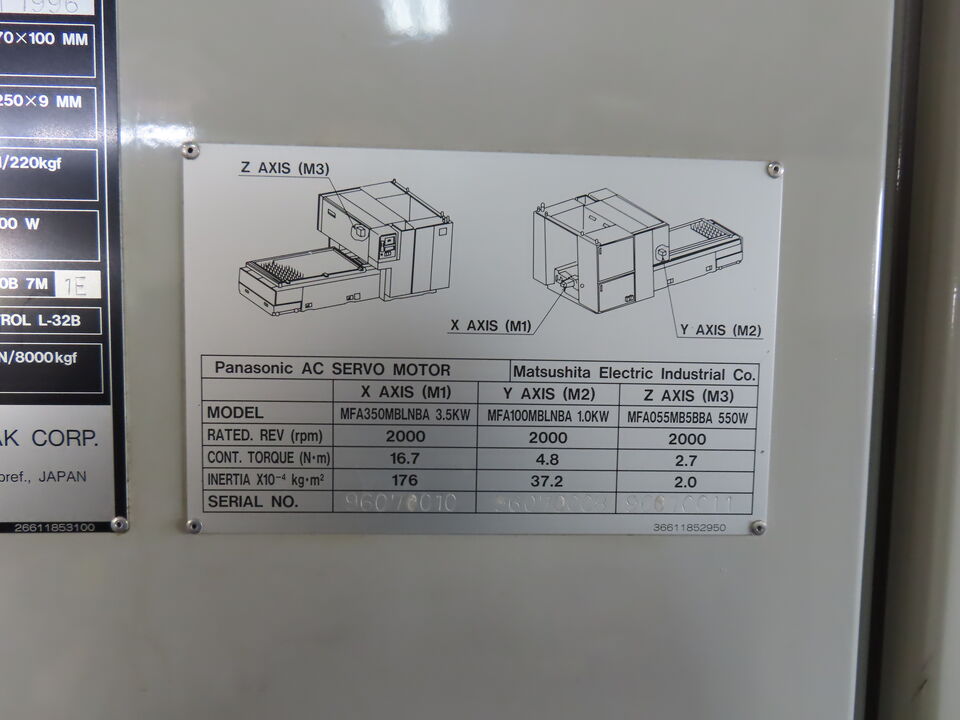 1996
70×100 MM
250×9 MM
/220kgf
00 W
0B 7M 1E
TROL L-32B
N/8000kgf
AK CORP.
pref., JAPAN
26611853100
Z AXIS (M3)
X AXIS (M1)
Y AXIS (M2)
Panasonic AC SERVO MOTOR Matsushita Electric Industrial Co.
X AXIS (M1) Y AXIS (M2) Z AXIS (M3)
MODEL MFA350MBLNBA 3.5KW MFA100MBLNBA 1.0KW MFA055MB5BBA 550W
RATED. REV (rpm) 2000 2000 2000
CONT. TORQUE (N·m) 16.7 4.8 2.7
INERTIA X10⁻⁴ kg·m² 176 37.2 2.0
SERIAL NO.
36611852950